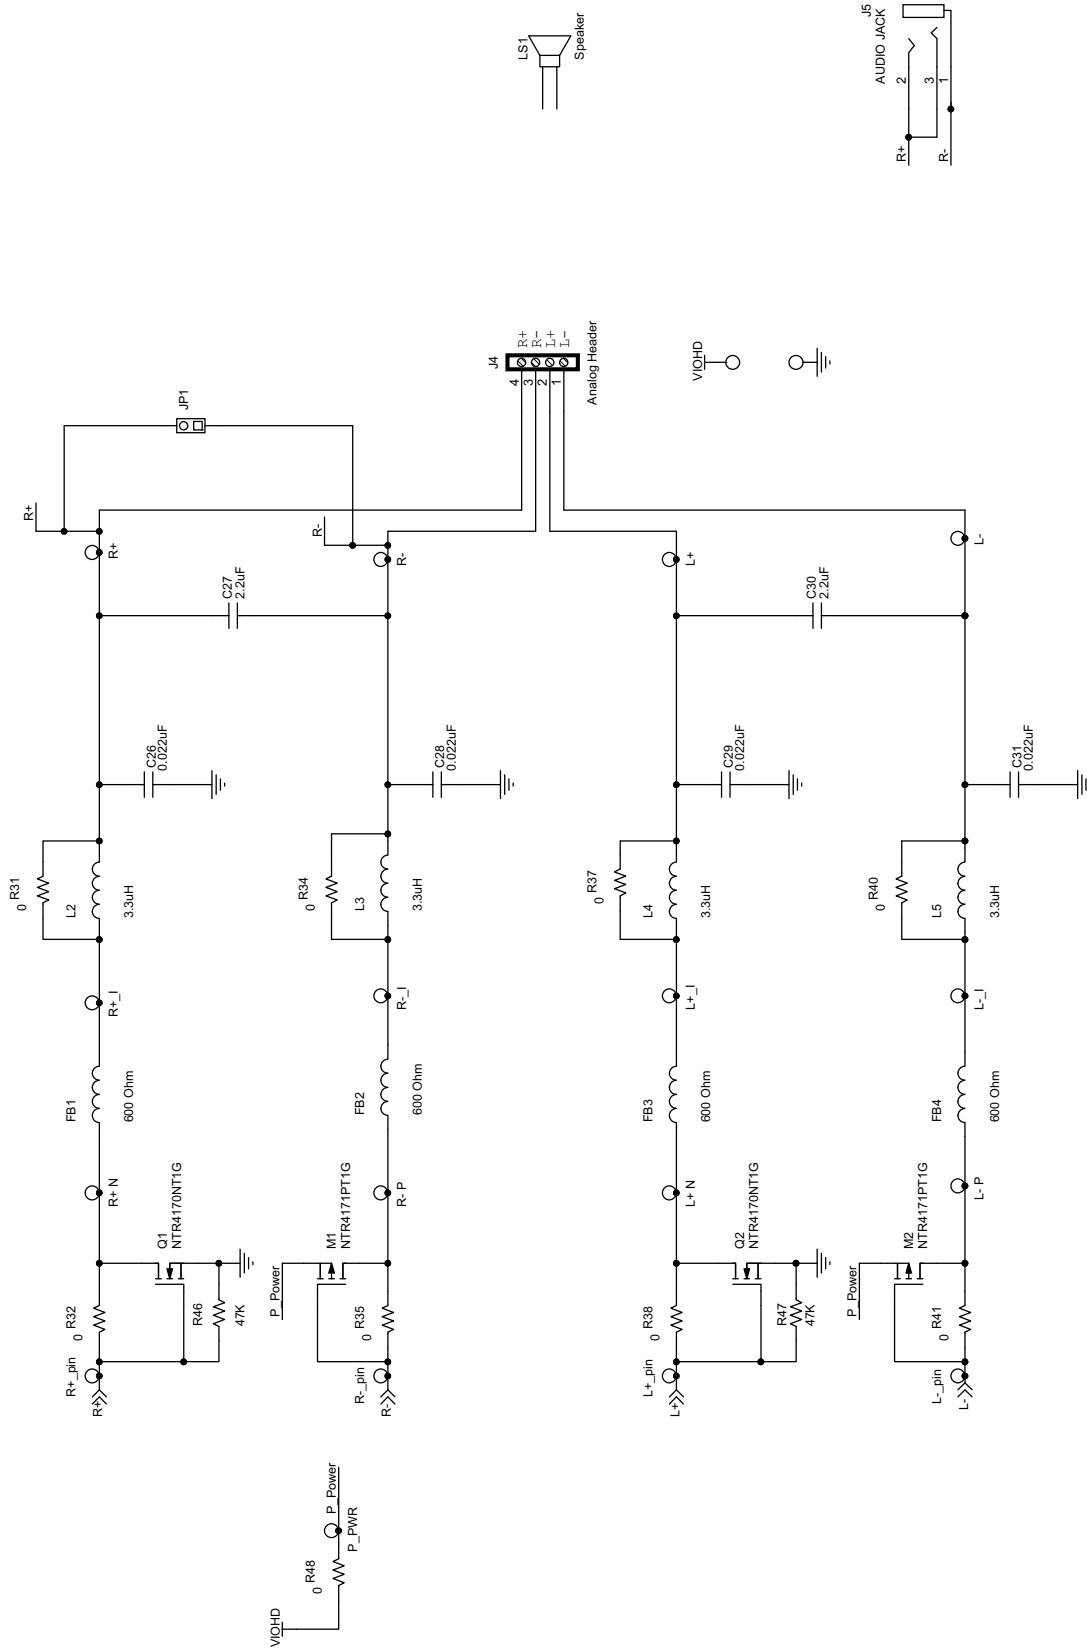 VIOHD
0 R48
P_PWR
P_Power
R+
R+_pin
0 R32
R46
47K
Q1
NTR4170NT1G
R+ N
FB1
600 Ohm
R+_I
0 R31
L2
3.3uH
C26
0.022uF
C27
2.2uF
R+
R+
JP1
R-
R-_pin
0 R35
P_Power
M1
NTR4171PT1G
R- P
FB2
600 Ohm
R-_I
0 R34
L3
3.3uH
C28
0.022uF
R-
R-
L+
L+_pin
0 R38
R47
47K
Q2
NTR4170NT1G
L+ N
FB3
600 Ohm
L+_I
0 R37
L4
3.3uH
C29
0.022uF
C30
2.2uF
L+
L-
L-_pin
0 R41
P_Power
M2
NTR4171PT1G
L- P
FB4
600 Ohm
L-_I
0 R40
L5
3.3uH
C31
0.022uF
L-
J4
4
3
2
1
R+
R-
L+
L-
Analog Header
VIOHD
LS1
Speaker
R+
R-
2
3
1
AUDIO JACK
J5